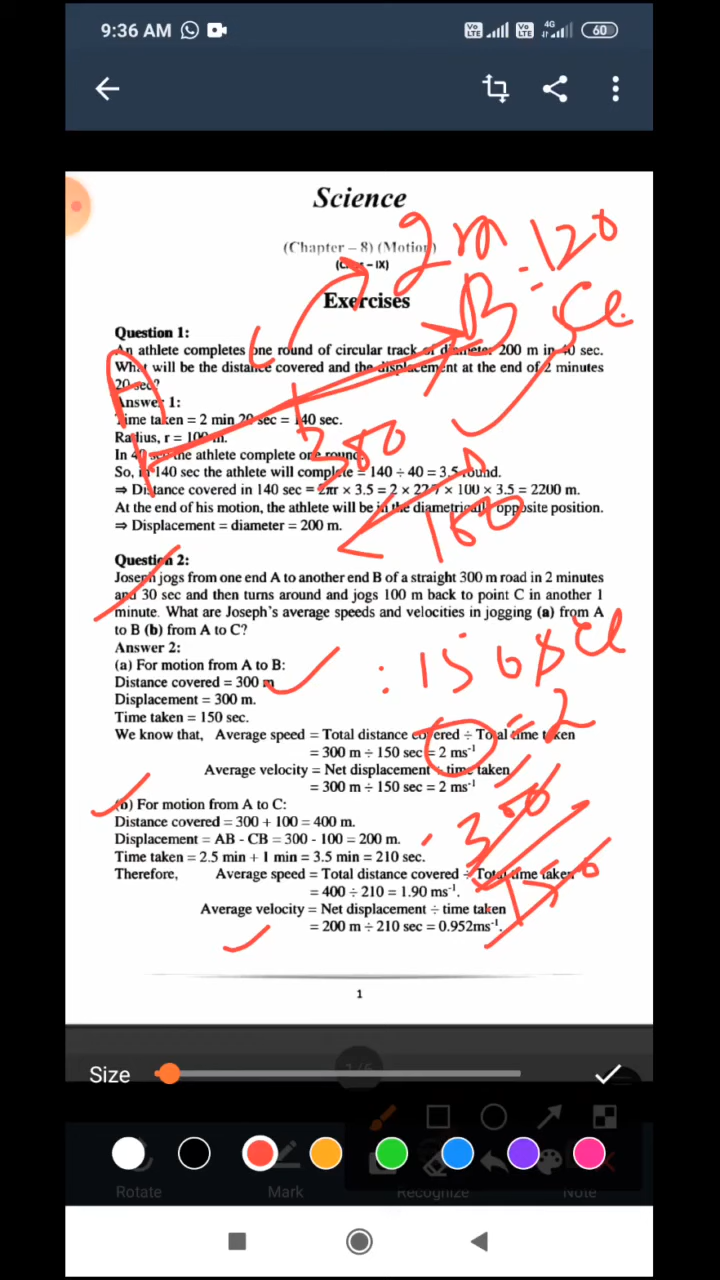 9:36 AM
Vo LTE Vo LTE 4G 60
Science
(Chapter – 8) (Motion)
(Class – IX)
Exercises
2 m = 120
A B
Question 1:
An athlete completes one round of circular track of diameter 200 m in 40 sec.
What will be the distance covered and the displacement at the end of 2 minutes
20 sec?
Answer 1:
Time taken = 2 min 20 sec = 140 sec.
Radius, r = 100 m.
300
In 40 sec the athlete complete one round.
So, in 140 sec the athlete will complete = 140 ÷ 40 = 3.5 round.
⇒ Distance covered in 140 sec = 2πr × 3.5 = 2 × 22/7 × 100 × 3.5 = 2200 m.
At the end of his motion, the athlete will be in the diametrically opposite position.
⇒ Displacement = diameter = 200 m.
Question 2:
Joseph jogs from one end A to another end B of a straight 300 m road in 2 minutes
and 30 sec and then turns around and jogs 100 m back to point C in another 1
minute. What are Joseph's average speeds and velocities in jogging (a) from A
to B (b) from A to C?
Answer 2:
(a) For motion from A to B:
Distance covered = 300 m
Displacement = 300 m.
Time taken = 150 sec.
We know that, Average speed = Total distance covered ÷ Total time taken
= 300 m ÷ 150 sec = 2 ms⁻¹
= 2
Average velocity = Net displacement ÷ time taken
= 300 m ÷ 150 sec = 2 ms⁻¹
(b) For motion from A to C:
Distance covered = 300 + 100 = 400 m.
Displacement = AB - CB = 300 - 100 = 200 m.
300
150
Time taken = 2.5 min + 1 min = 3.5 min = 210 sec.
Therefore, Average speed = Total distance covered ÷ Total time taken
= 400 ÷ 210 = 1.90 ms⁻¹.
Average velocity = Net displacement ÷ time taken
= 200 m ÷ 210 sec = 0.952ms⁻¹.
1
Size
Rotate Mark Recognize Note